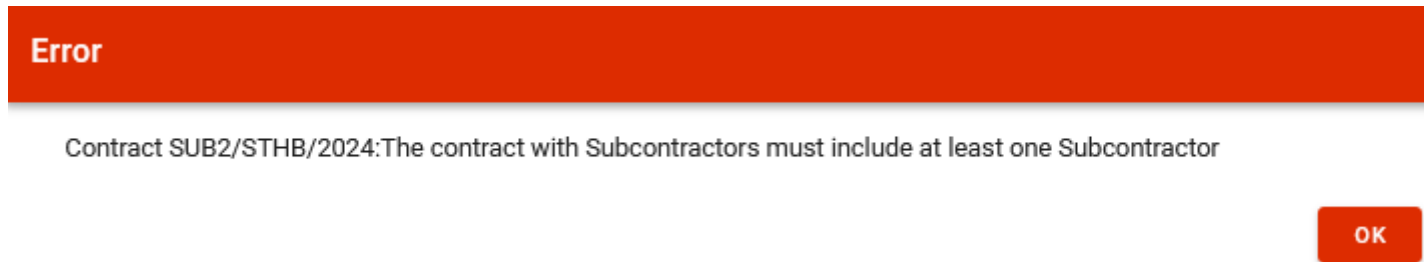 Error
Contract SUB2/STHB/2024:The contract with Subcontractors must include at least one Subcontractor
OK